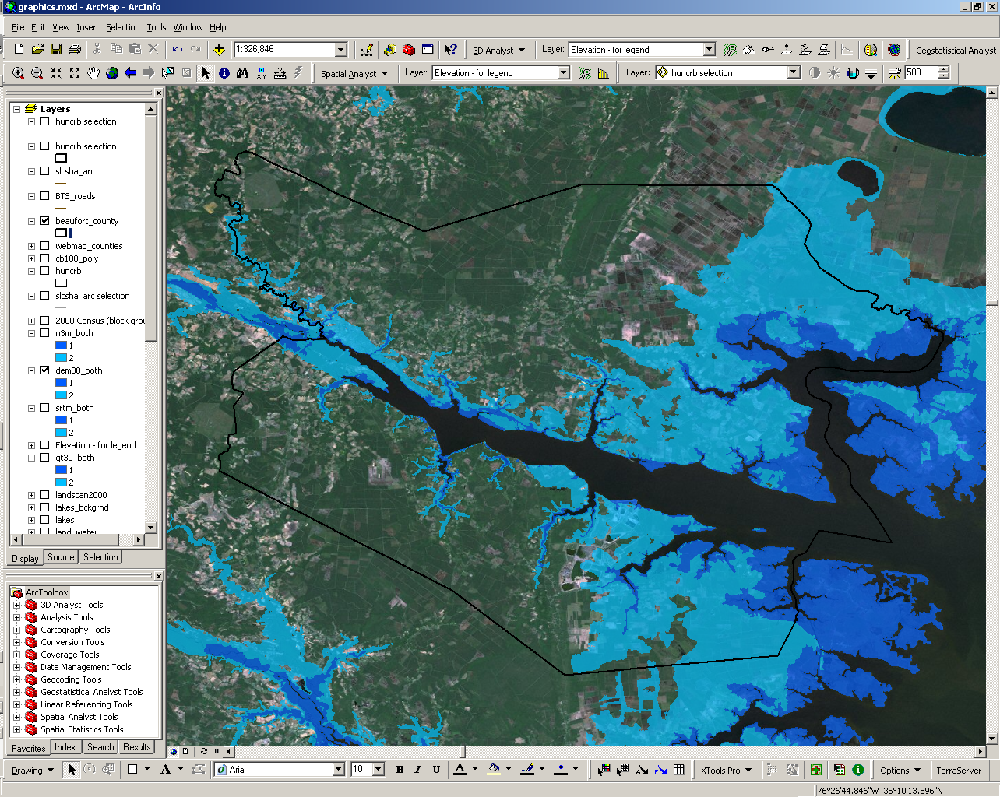 graphics.mxd - ArcMap - ArcInfo
File Edit View Insert Selection Tools Window Help
1:326,846 3D Analyst Layer: Elevation - for legend Geostatistical Analyst
Spatial Analyst Layer: Elevation - for legend Layer: huncrb selection 500
Layers
huncrb selection
huncrb selection
slcsha_arc
BTS_roads
beaufort_county
webmap_counties
cb100_poly
huncrb
slcsha_arc selection
2000 Census (block grou
n3m_both
1
2
dem30_both
1
2
srtm_both
1
2
Elevation - for legend
gt30_both
1
2
landscan2000
lakes_bckgrnd
lakes
land_water
Display Source Selection
ArcToolbox
3D Analyst Tools
Analysis Tools
Cartography Tools
Conversion Tools
Coverage Tools
Data Management Tools
Geocoding Tools
Geostatistical Analyst Tools
Linear Referencing Tools
Spatial Analyst Tools
Spatial Statistics Tools
Favorites Index Search Results
Drawing A Arial 10 B I U A XTools Pro Options TerraServer
76°26'44.846"W 35°10'13.896"N